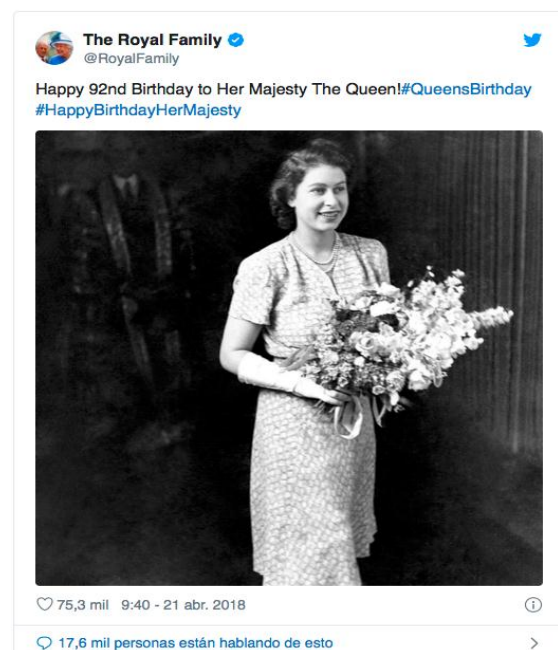 The Royal Family
@RoyalFamily
Happy 92nd Birthday to Her Majesty The Queen!#QueensBirthday
#HappyBirthdayHerMajesty
75,3 mil 9:40 - 21 abr. 2018
17,6 mil personas están hablando de esto